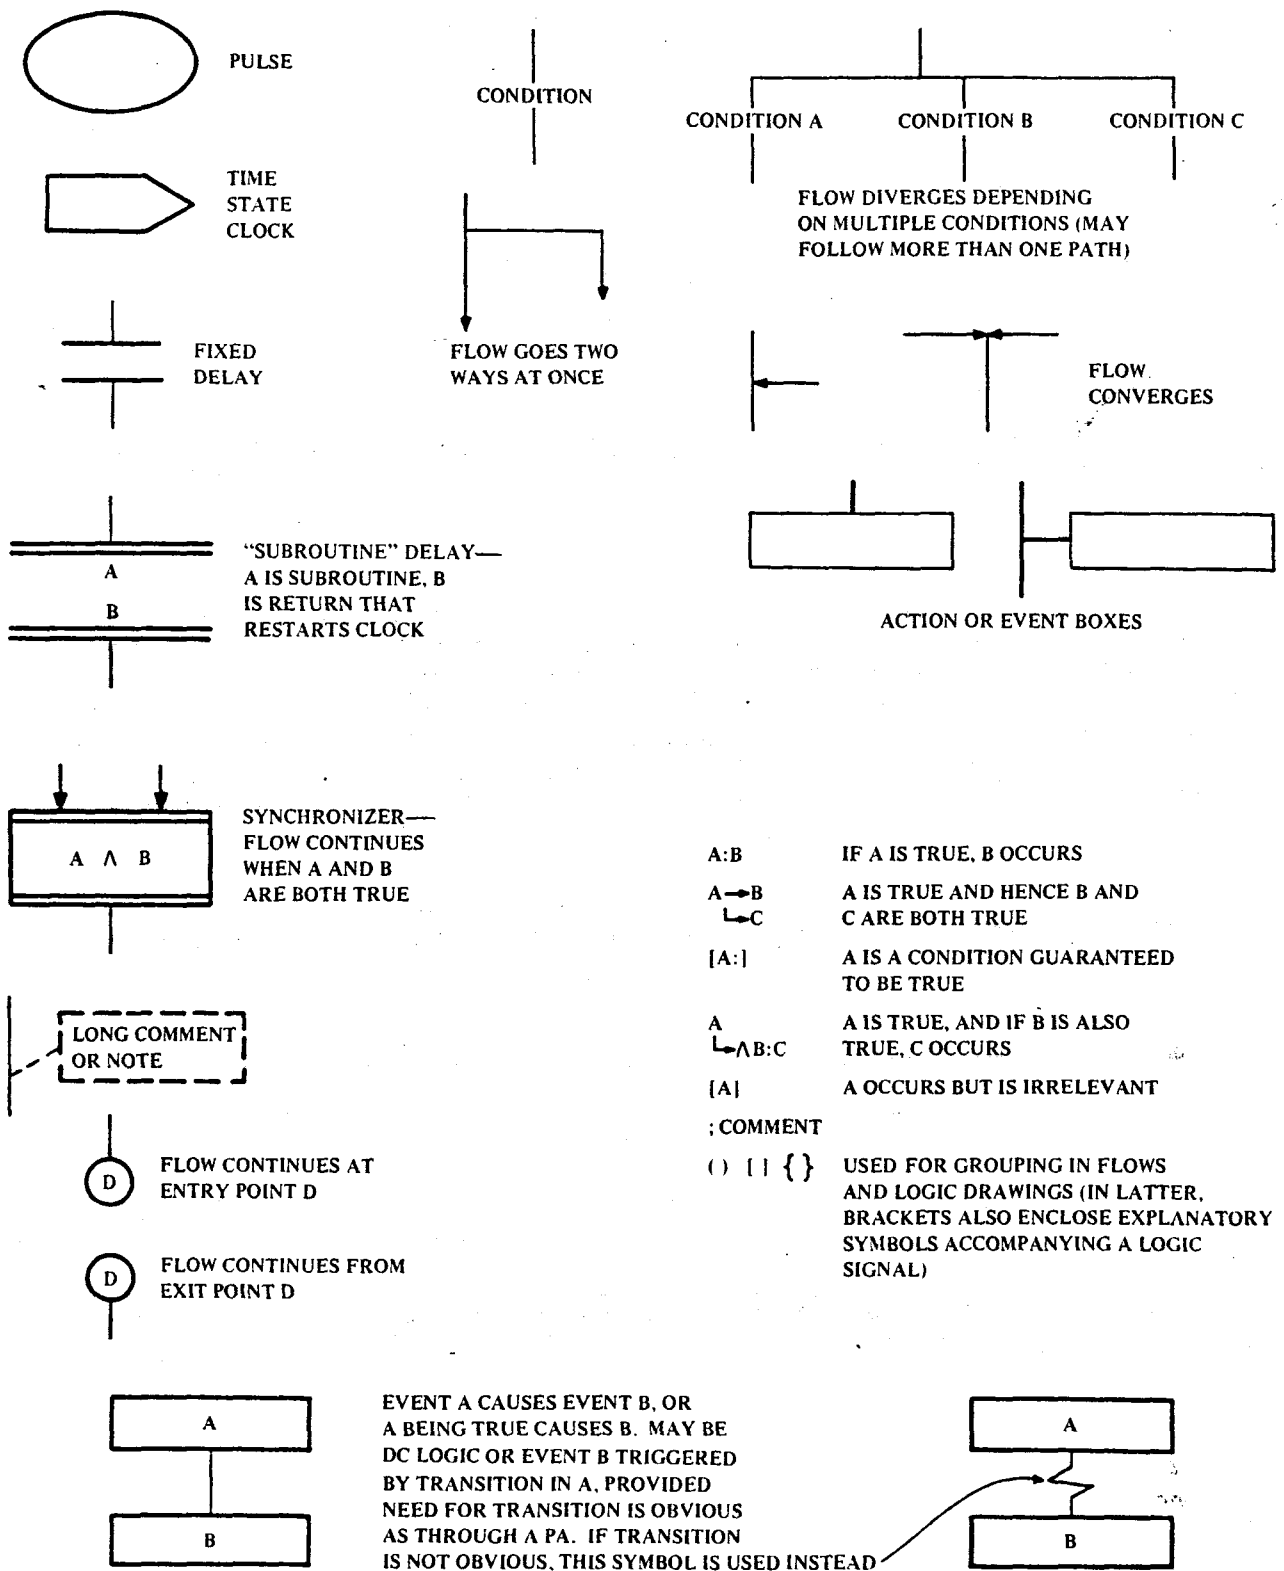 PULSE
CONDITION
CONDITION A
CONDITION B
CONDITION C
TIME
STATE
CLOCK
FLOW DIVERGES DEPENDING
ON MULTIPLE CONDITIONS (MAY
FOLLOW MORE THAN ONE PATH)
FIXED
DELAY
FLOW GOES TWO
WAYS AT ONCE
FLOW
CONVERGES
A
B
"SUBROUTINE" DELAY—
A IS SUBROUTINE, B
IS RETURN THAT
RESTARTS CLOCK
ACTION OR EVENT BOXES
A Λ B
SYNCHRONIZER—
FLOW CONTINUES
WHEN A AND B
ARE BOTH TRUE
A:B IF A IS TRUE, B OCCURS
A→B A IS TRUE AND HENCE B AND
↳C C ARE BOTH TRUE
[A:] A IS A CONDITION GUARANTEED
TO BE TRUE
A A IS TRUE, AND IF B IS ALSO
↳ΛB:C TRUE, C OCCURS
[A] A OCCURS BUT IS IRRELEVANT
; COMMENT
( ) [ ] { } USED FOR GROUPING IN FLOWS
AND LOGIC DRAWINGS (IN LATTER,
BRACKETS ALSO ENCLOSE EXPLANATORY
SYMBOLS ACCOMPANYING A LOGIC
SIGNAL)
LONG COMMENT
OR NOTE
D
FLOW CONTINUES AT
ENTRY POINT D
D
FLOW CONTINUES FROM
EXIT POINT D
A
B
EVENT A CAUSES EVENT B, OR
A BEING TRUE CAUSES B. MAY BE
DC LOGIC OR EVENT B TRIGGERED
BY TRANSITION IN A, PROVIDED
NEED FOR TRANSITION IS OBVIOUS
AS THROUGH A PA. IF TRANSITION
IS NOT OBVIOUS, THIS SYMBOL IS USED INSTEAD
A
B